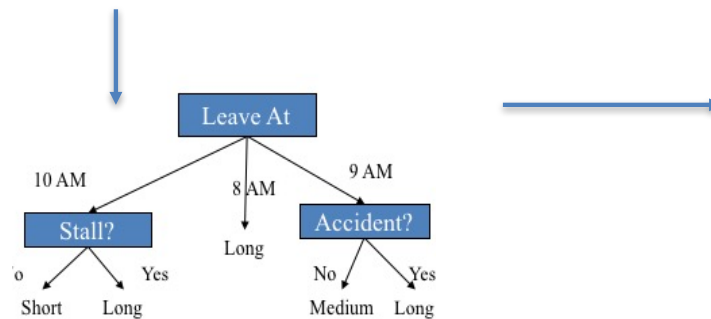 Leave At
10 AM
8 AM
9 AM
Stall?
Long
Accident?
Yes
No
Yes
Short
Long
Medium
Long